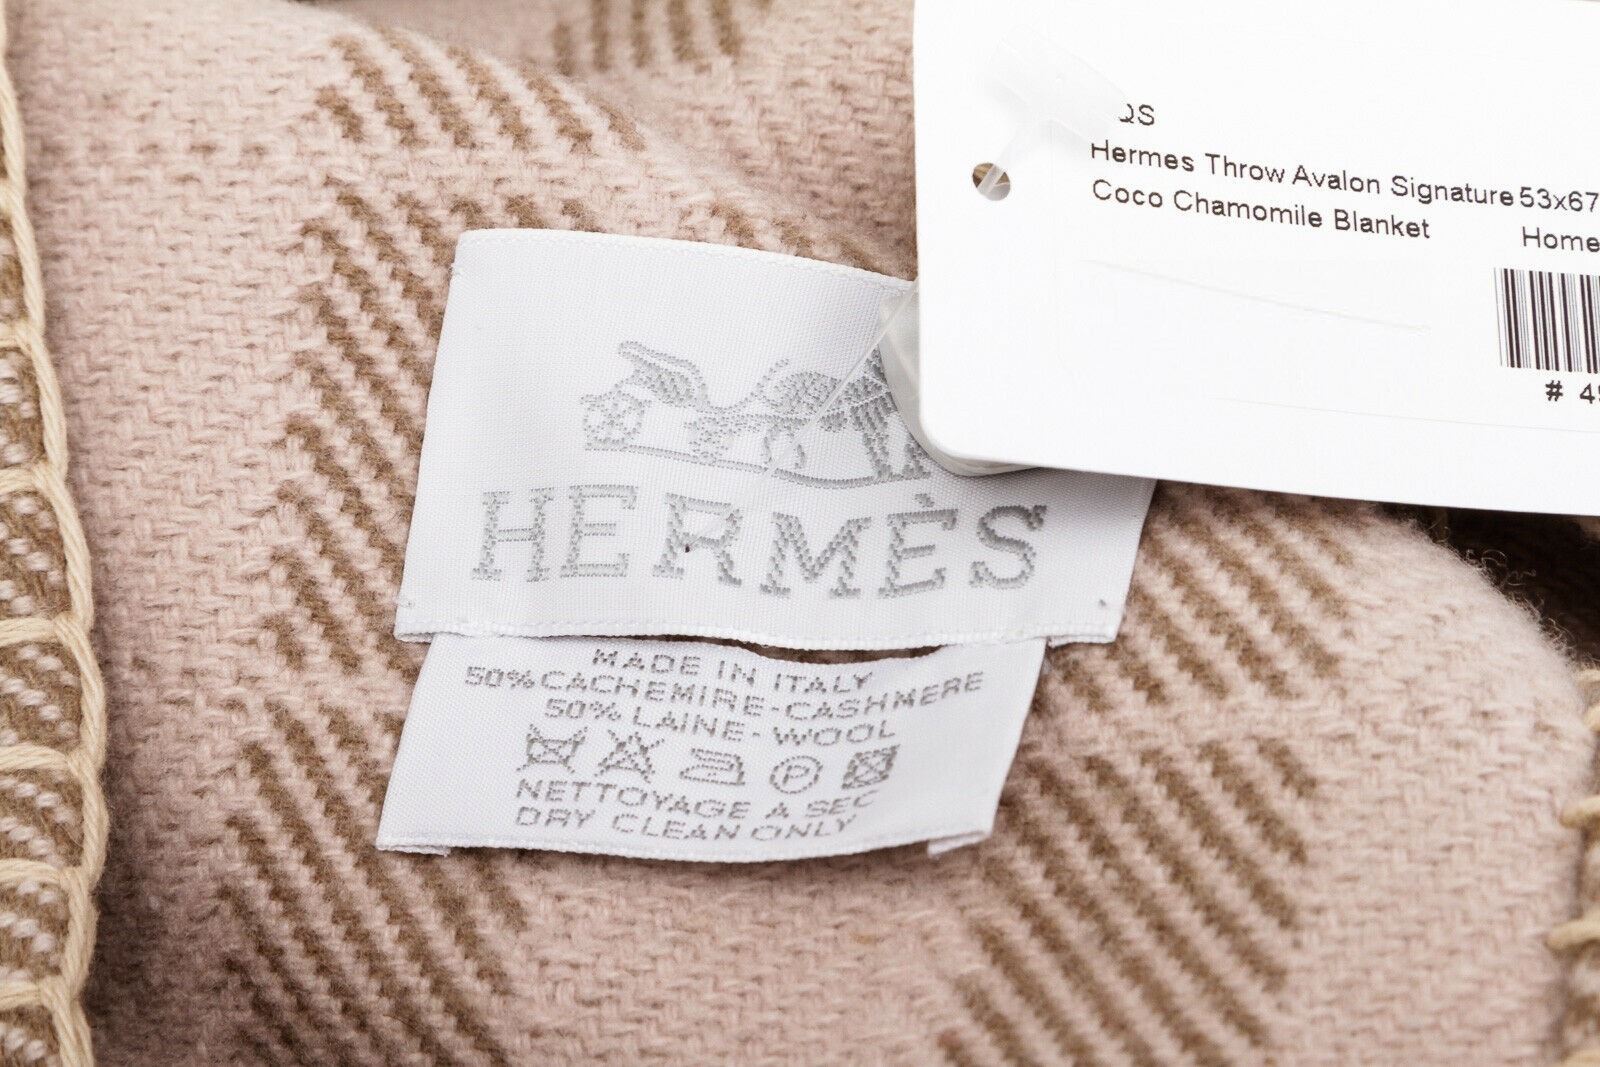 QS
Hermes Throw Avalon Signature 53x67
Coco Chamomile Blanket
Home
#
HERMÈS
MADE IN ITALY
50% CACHEMIRE-CASHMERE
50% LAINE-WOOL
P
NETTOYAGE A SEC
DRY CLEAN ONLY